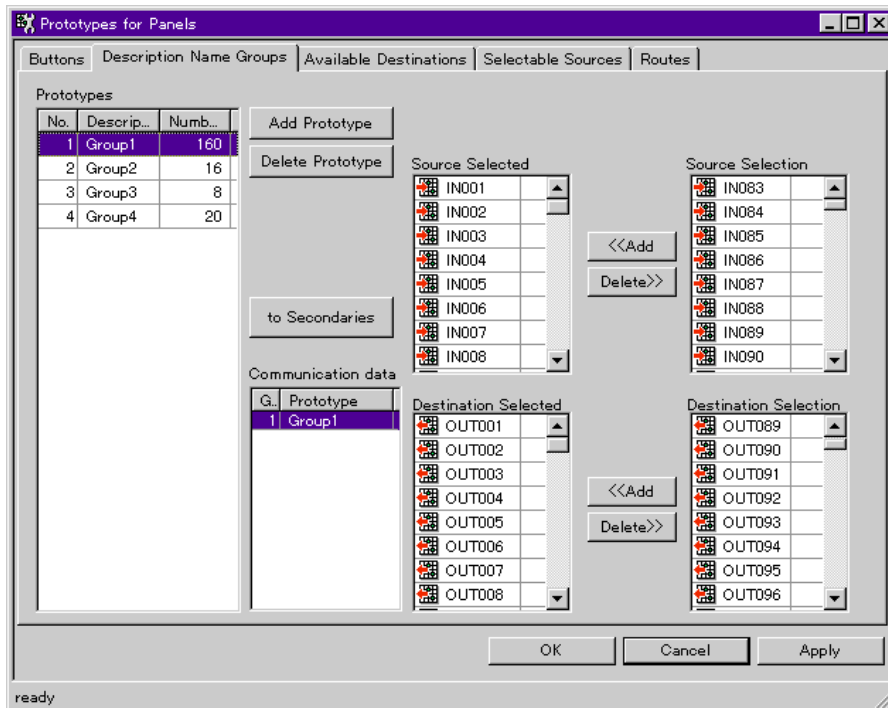 Prototypes for Panels
Buttons
Description Name Groups
Available Destinations
Selectable Sources
Routes
Prototypes
No. Descrip... Numb...
1 Group1 160
2 Group2 16
3 Group3 8
4 Group4 20
Add Prototype
Delete Prototype
to Secondaries
Communication data
G.. Prototype
1 Group1
Source Selected
IN001
IN002
IN003
IN004
IN005
IN006
IN007
IN008
<<Add
Delete>>
Source Selection
IN083
IN084
IN085
IN086
IN087
IN088
IN089
IN090
Destination Selected
OUT001
OUT002
OUT003
OUT004
OUT005
OUT006
OUT007
OUT008
<<Add
Delete>>
Destination Selection
OUT089
OUT090
OUT091
OUT092
OUT093
OUT094
OUT095
OUT096
OK
Cancel
Apply
ready